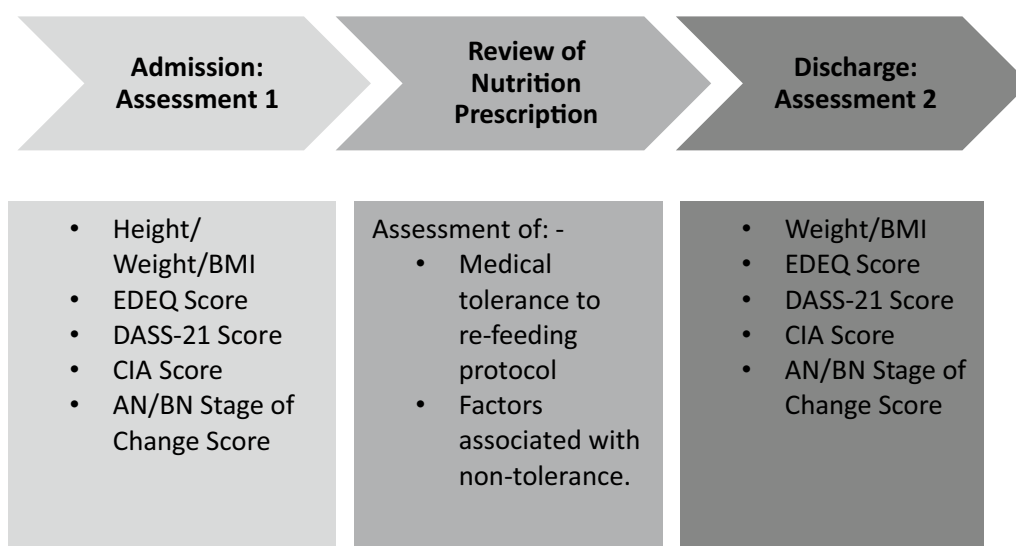 Admission:
Assessment 1
Review of
Nutrition
Prescription
Discharge:
Assessment 2
• Height/
Weight/BMI
• EDEQ Score
• DASS-21 Score
• CIA Score
• AN/BN Stage of
Change Score
Assessment of: -
• Medical
tolerance to
re-feeding
protocol
• Factors
associated with
non-tolerance.
• Weight/BMI
• EDEQ Score
• DASS-21 Score
• CIA Score
• AN/BN Stage of
Change Score